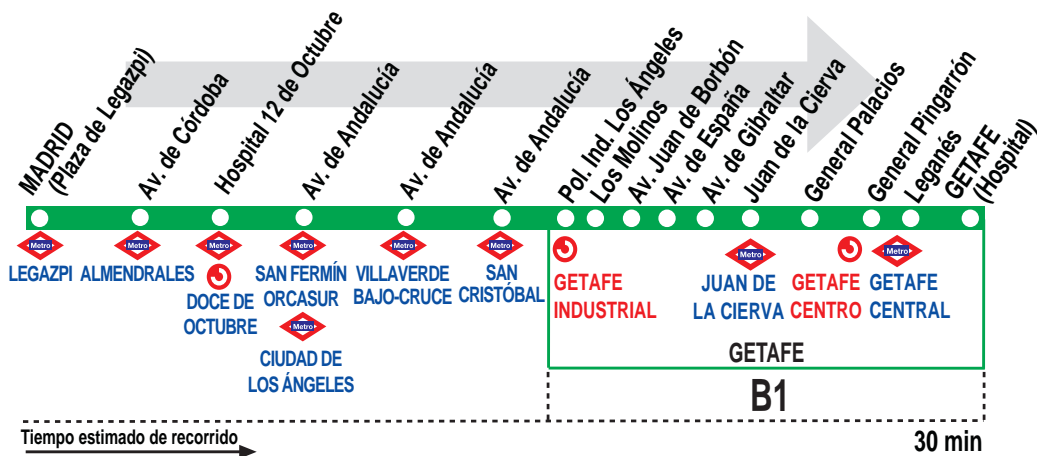 MADRID
(Plaza de Legazpi)
Av. de Córdoba
Hospital 12 de Octubre
Av. de Andalucía
Av. de Andalucía
Av. de Andalucía
Pol. Ind. Los Ángeles
Los Molinos
Av. Juan de Borbón
Av. de España
Av. de Gibraltar
Juan de la Cierva
General Palacios
General Pingarrón
Leganés
GETAFE
(Hospital)
Metro
Metro
Metro
Metro
Metro
Metro
Metro
Metro
LEGAZPI
ALMENDRALES
DOCE DE
OCTUBRE
SAN FERMÍN
ORCASUR
Metro
CIUDAD DE
LOS ÁNGELES
VILLAVERDE
BAJO-CRUCE
SAN
CRISTÓBAL
GETAFE
INDUSTRIAL
JUAN DE
LA CIERVA
GETAFE
CENTRO
GETAFE
CENTRAL
GETAFE
B1
Tiempo estimado de recorrido
30 min